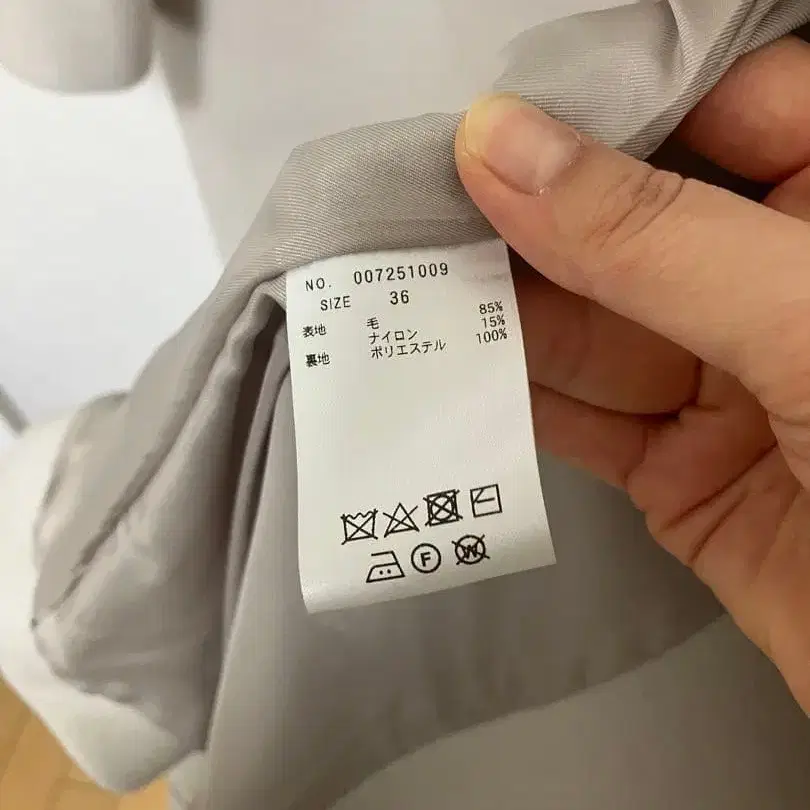 NO. 007251009
SIZE 36
表地 毛 85%
ナイロン 15%
裏地 ポリエステル 100%
F
W